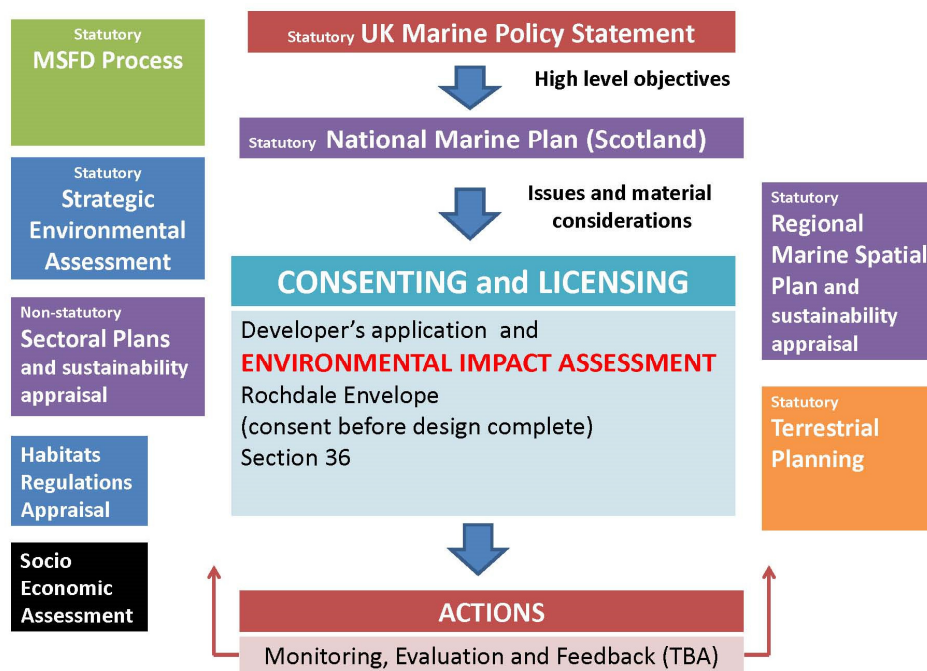 Statutory
MSFD Process
Statutory
Strategic
Environmental
Assessment
Non-statutory
Sectoral Plans
and sustainability
appraisal
Habitats
Regulations
Appraisal
Socio
Economic
Assessment
Statutory UK Marine Policy Statement
High level objectives
Statutory National Marine Plan (Scotland)
Issues and material
considerations
CONSENTING and LICENSING
Developer’s application and
ENVIRONMENTAL IMPACT ASSESSMENT
Rochdale Envelope
(consent before design complete)
Section 36
ACTIONS
Monitoring, Evaluation and Feedback (TBA)
Statutory
Regional
Marine Spatial
Plan and
sustainability
appraisal
Statutory
Terrestrial
Planning